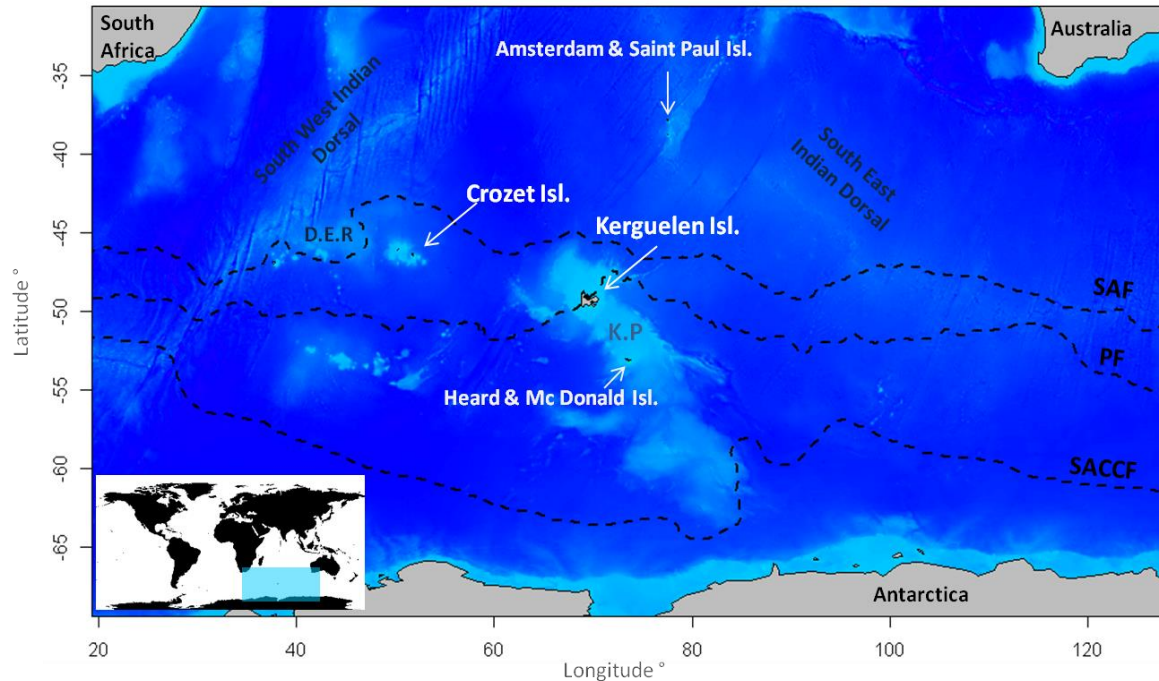 South
Africa
Australia
Amsterdam & Saint Paul Isl.
South West Indian
Dorsal
South East
Indian Dorsal
Crozet Isl.
D.E.R
Kerguelen Isl.
SAF
K.P
PF
Heard & Mc Donald Isl.
SACCF
Antarctica
Latitude °
-35
-40
-45
-50
-55
-60
-65
20
40
60
80
100
120
Longitude °